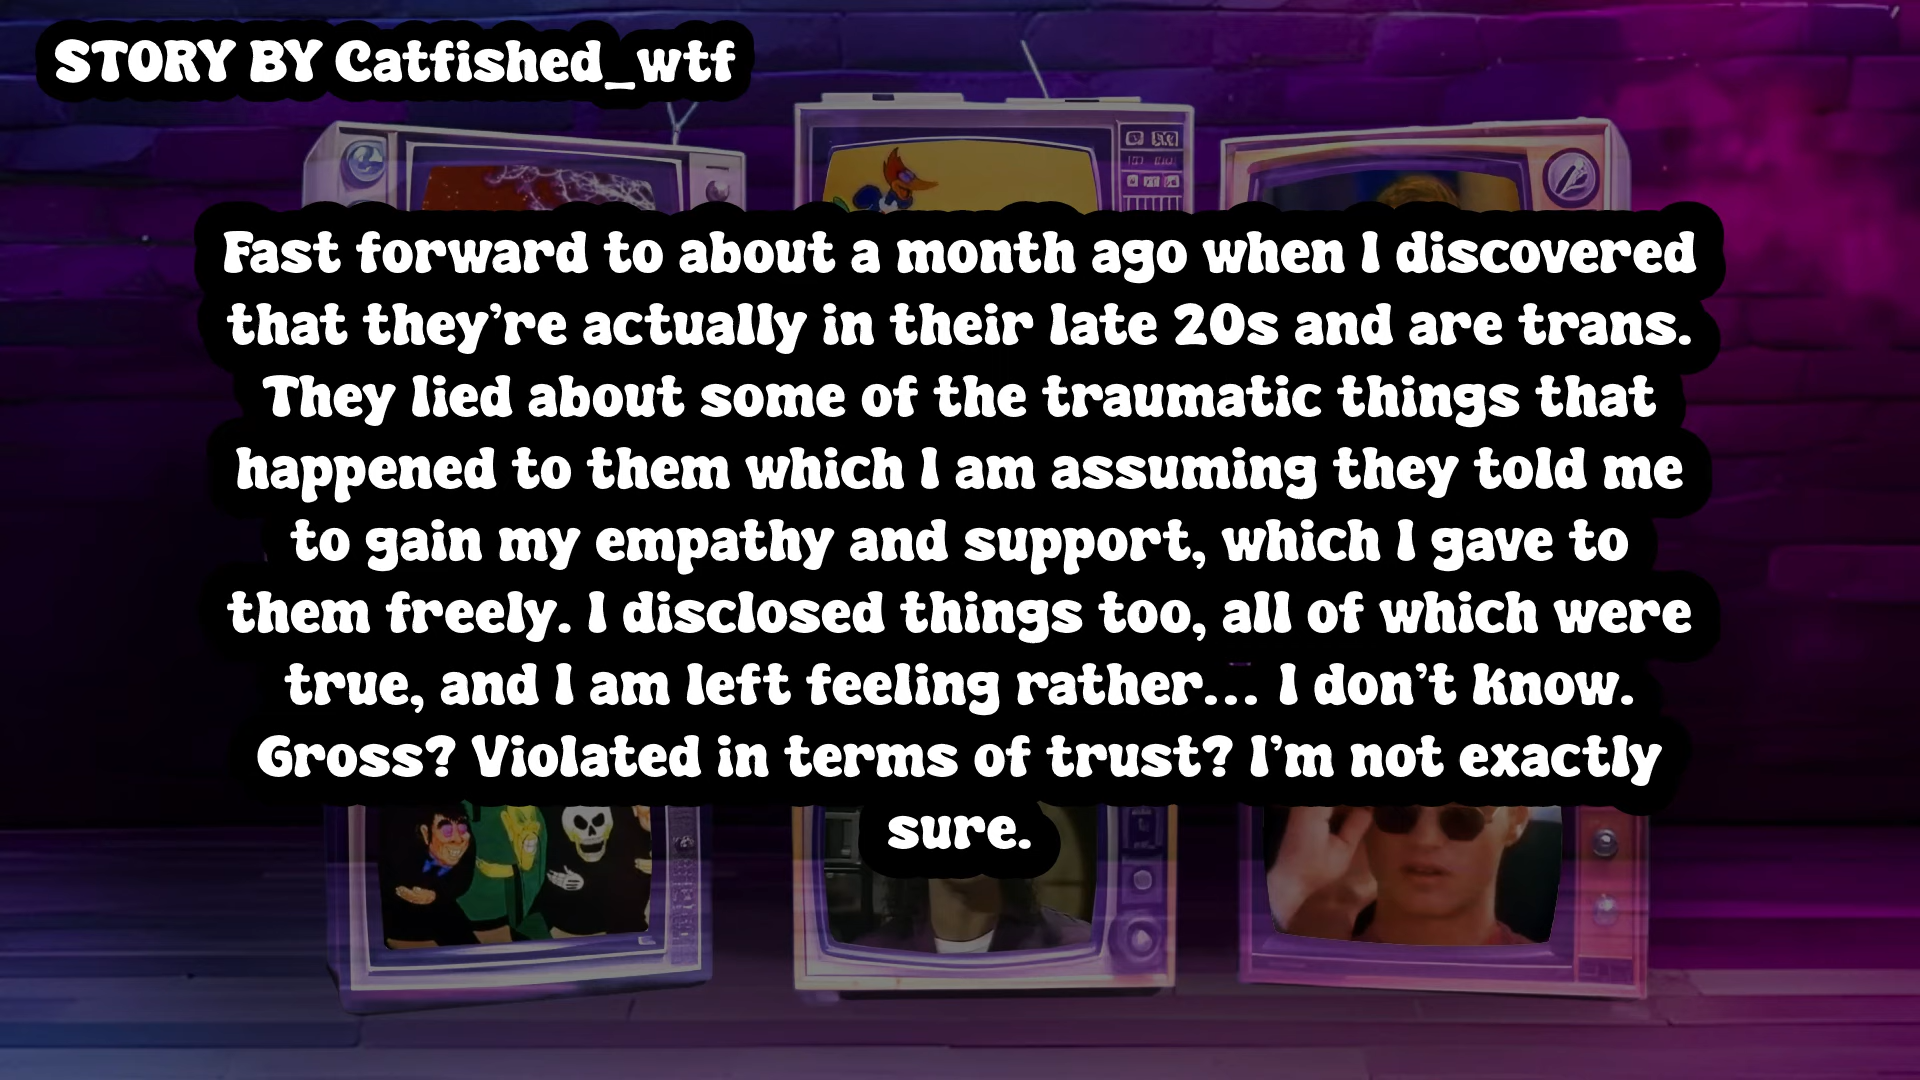 STORY BY Catfished_wtf
Fast forward to about a month ago when I discovered
that they’re actually in their late 20s and are trans.
They lied about some of the traumatic things that
happened to them which I am assuming they told me
to gain my empathy and support, which I gave to
them freely. I disclosed things too, all of which were
true, and I am left feeling rather… I don’t know.
Gross? Violated in terms of trust? I’m not exactly
sure.